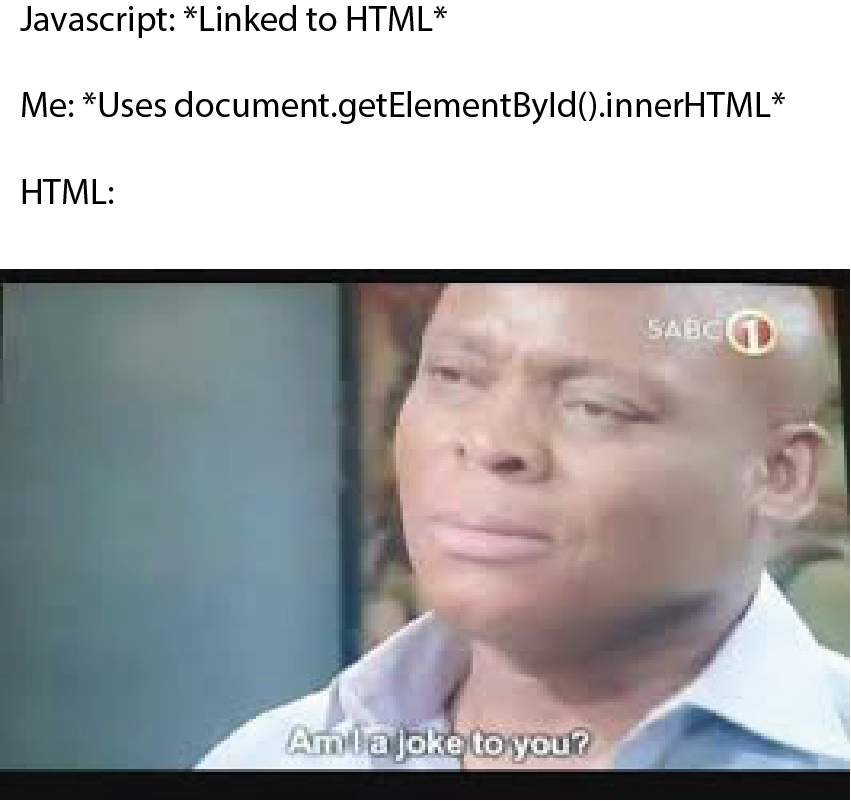 Javascript: *Linked to HTML*
Me: *Uses document.getElementById().innerHTML*
HTML:
SABC 1
Am I a joke to you?